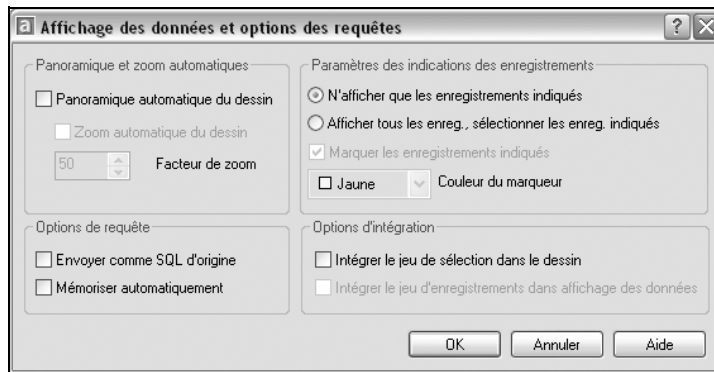 a Affichage des données et options des requêtes ?
Panoramique et zoom automatiques
Panoramique automatique du dessin
Zoom automatique du dessin
50 Facteur de zoom
Paramètres des indications des enregistrements
N'afficher que les enregistrements indiqués
Afficher tous les enreg., sélectionner les enreg. indiqués
Marquer les enregistrements indiqués
Jaune Couleur du marqueur
Options de requête
Envoyer comme SQL d'origine
Mémoriser automatiquement
Options d'intégration
Intégrer le jeu de sélection dans le dessin
Intégrer le jeu d'enregistrements dans affichage des données
OK Annuler Aide